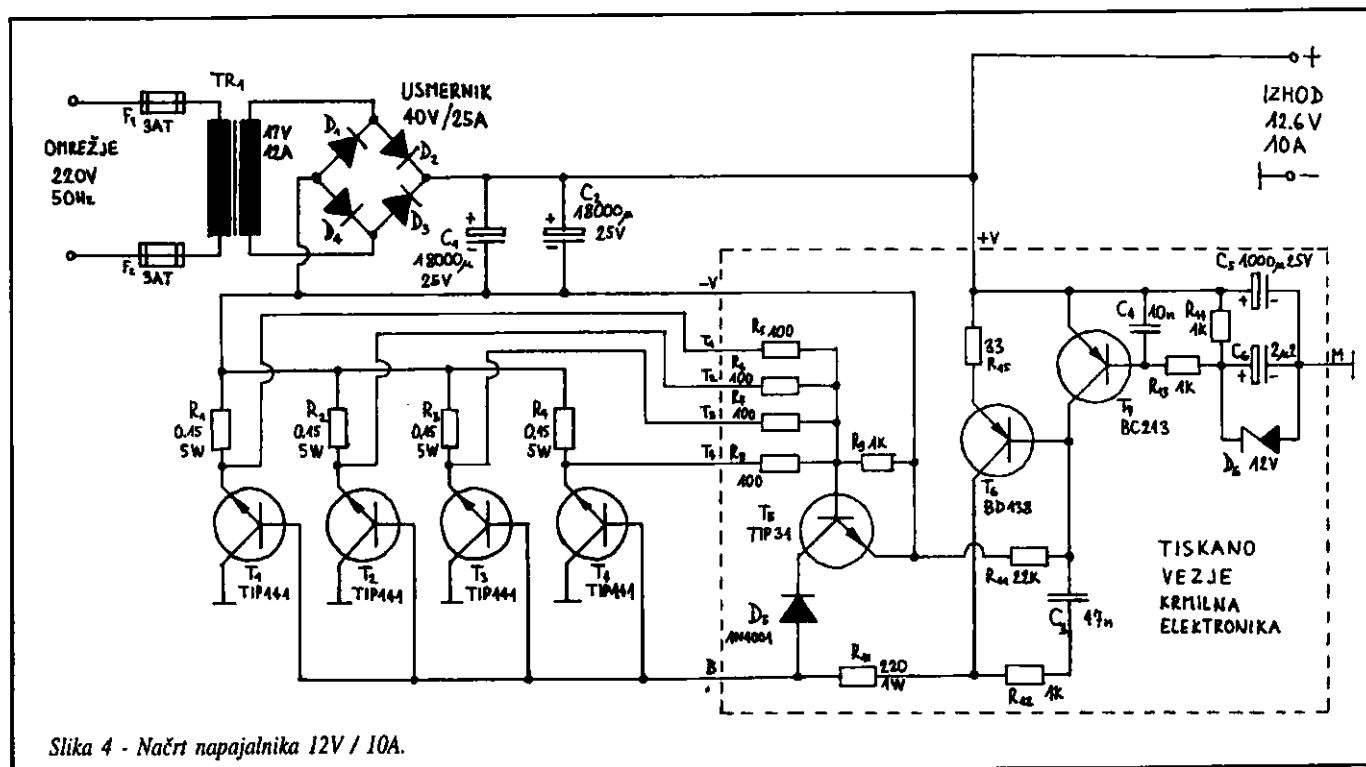 TR1
F1
3AT
17V
12A
OMREŽJE
220V
50Hz
F2
3AT
USMERNIK
40V/25A
D1
D2
D3
D4
C1
18000µ
25V
C2
18000µ
25V
+
IZHOD
12.6V
10A
-
+V
-V
R1
0.15
5W
R2
0.15
5W
R3
0.15
5W
R4
0.15
5W
T1
TIP141
T2
TIP141
T3
TIP141
T4
TIP141
T1
R5 100
T2
R6
100
T3
R7
100
T4
R8
100
R9 1K
T5
TIP31
D5
1N4001
B
R10
220
1W
R12
1K
C3
47n
R11 22K
33
R15
T6
BD138
T7
BC213
C4
10n
R13 1K
R14
1K
C5 1000µ 25V
C6
2µ2
12V
M
TISKANO
VEZJE
KRMILNA
ELEKTRONIKA
Slika 4 - Načrt napajalnika 12V / 10A.